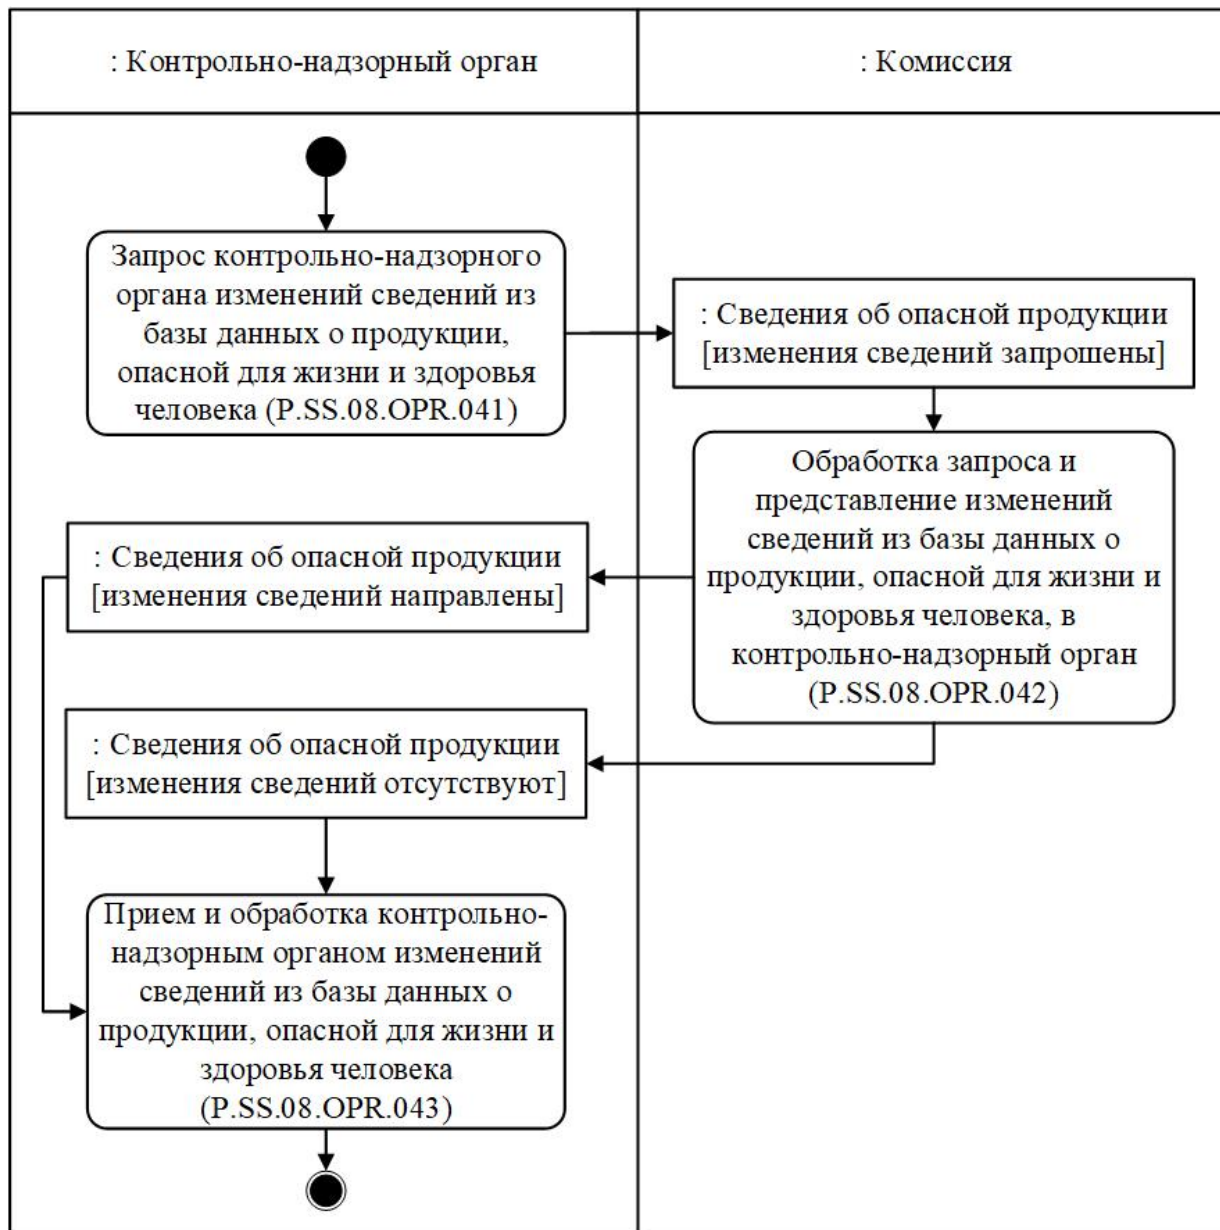 : Контрольно-надзорный орган
: Комиссия
Запрос контрольно-надзорного
органа изменений сведений из
базы данных о продукции,
опасной для жизни и здоровья
человека (P.SS.08.OPR.041)
: Сведения об опасной продукции
[изменения сведений запрошены]
Обработка запроса и
представление изменений
сведений из базы данных о
продукции, опасной для жизни и
здоровья человека, в
контрольно-надзорный орган
(P.SS.08.OPR.042)
: Сведения об опасной продукции
[изменения сведений направлены]
: Сведения об опасной продукции
[изменения сведений отсутствуют]
Прием и обработка контрольно-
надзорным органом изменений
сведений из базы данных о
продукции, опасной для жизни и
здоровья человека
(P.SS.08.OPR.043)